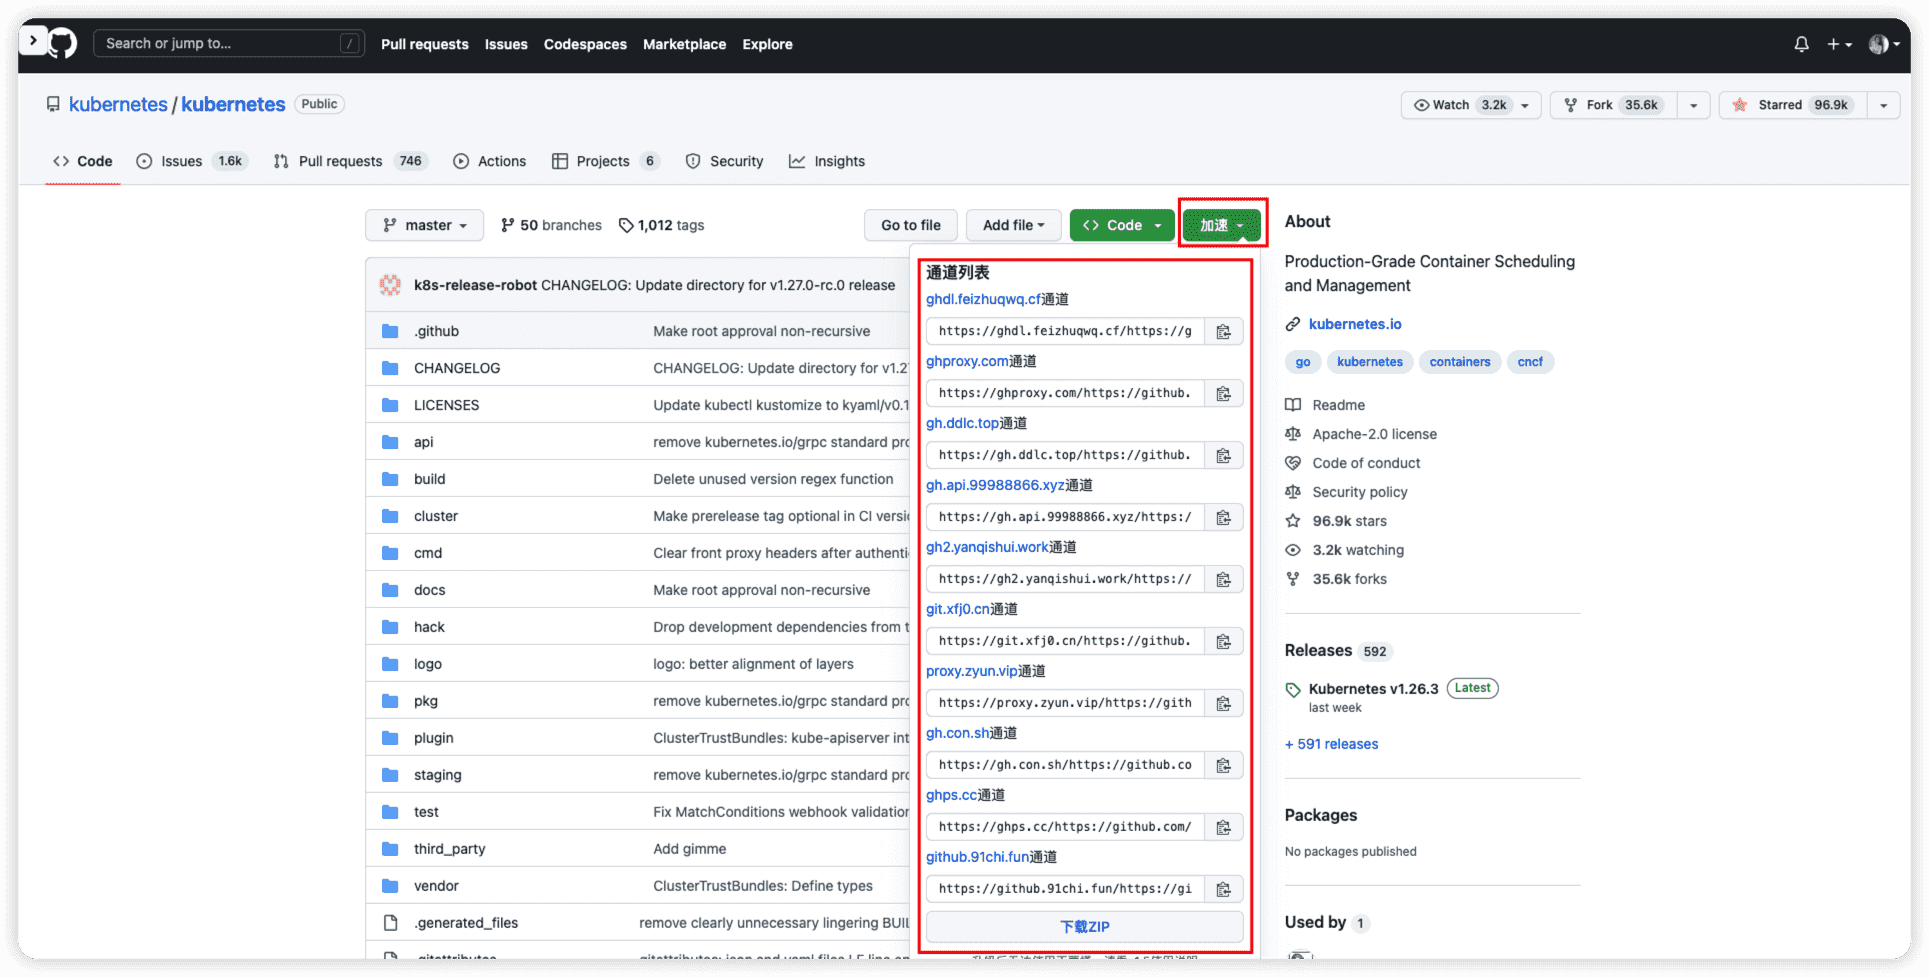 Search or jump to... /
Pull requests Issues Codespaces Marketplace Explore
kubernetes / kubernetes Public
Watch 3.2k Fork 35.6k Starred 96.9k
Code Issues 1.6k Pull requests 746 Actions Projects 6 Security Insights
master 50 branches 1,012 tags
Go to file Add file Code 加速
k8s-release-robot CHANGELOG: Update directory for v1.27.0-rc.0 release
.github Make root approval non-recursive
CHANGELOG CHANGELOG: Update directory for v1.27
LICENSES Update kubectl kustomize to kyaml/v0.1
api remove kubernetes.io/grpc standard pro
build Delete unused version regex function
cluster Make prerelease tag optional in CI versio
cmd Clear front proxy headers after authenti
docs Make root approval non-recursive
hack Drop development dependencies from t
logo logo: better alignment of layers
pkg remove kubernetes.io/grpc standard pro
plugin ClusterTrustBundles: kube-apiserver int
staging remove kubernetes.io/grpc standard pro
test Fix MatchConditions webhook validation
third_party Add gimme
vendor ClusterTrustBundles: Define types
.generated_files remove clearly unnecessary lingering BUIL
通道列表
ghdl.feizhuqwq.cf通道
https://ghdl.feizhuqwq.cf/https://g
ghproxy.com通道
https://ghproxy.com/https://github.
gh.ddlc.top通道
https://gh.ddlc.top/https://github.
gh.api.99988866.xyz通道
https://gh.api.99988866.xyz/https:/
gh2.yanqishui.work通道
https://gh2.yanqishui.work/https://
git.xfj0.cn通道
https://git.xfj0.cn/https://github.
proxy.zyun.vip通道
https://proxy.zyun.vip/https://gith
gh.con.sh通道
https://gh.con.sh/https://github.co
ghps.cc通道
https://ghps.cc/https://github.com/
github.91chi.fun通道
https://github.91chi.fun/https://gi
下载ZIP
About
Production-Grade Container Scheduling
and Management
kubernetes.io
go kubernetes containers cncf
Readme
Apache-2.0 license
Code of conduct
Security policy
96.9k stars
3.2k watching
35.6k forks
Releases 592
Kubernetes v1.26.3 Latest
last week
+ 591 releases
Packages
No packages published
Used by 1